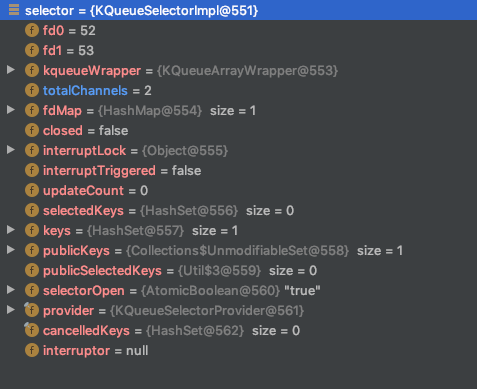 selector = {KQueueSelectorImpl@551}
f fd0 = 52
f fd1 = 53
f kqueueWrapper = {KQueueArrayWrapper@553}
f totalChannels = 2
f fdMap = {HashMap@554} size = 1
f closed = false
f interruptLock = {Object@555}
f interruptTriggered = false
f updateCount = 0
f selectedKeys = {HashSet@556} size = 0
f keys = {HashSet@557} size = 1
f publicKeys = {Collections$UnmodifiableSet@558} size = 1
f publicSelectedKeys = {Util$3@559} size = 0
f selectorOpen = {AtomicBoolean@560} "true"
f provider = {KQueueSelectorProvider@561}
f cancelledKeys = {HashSet@562} size = 0
f interruptor = null